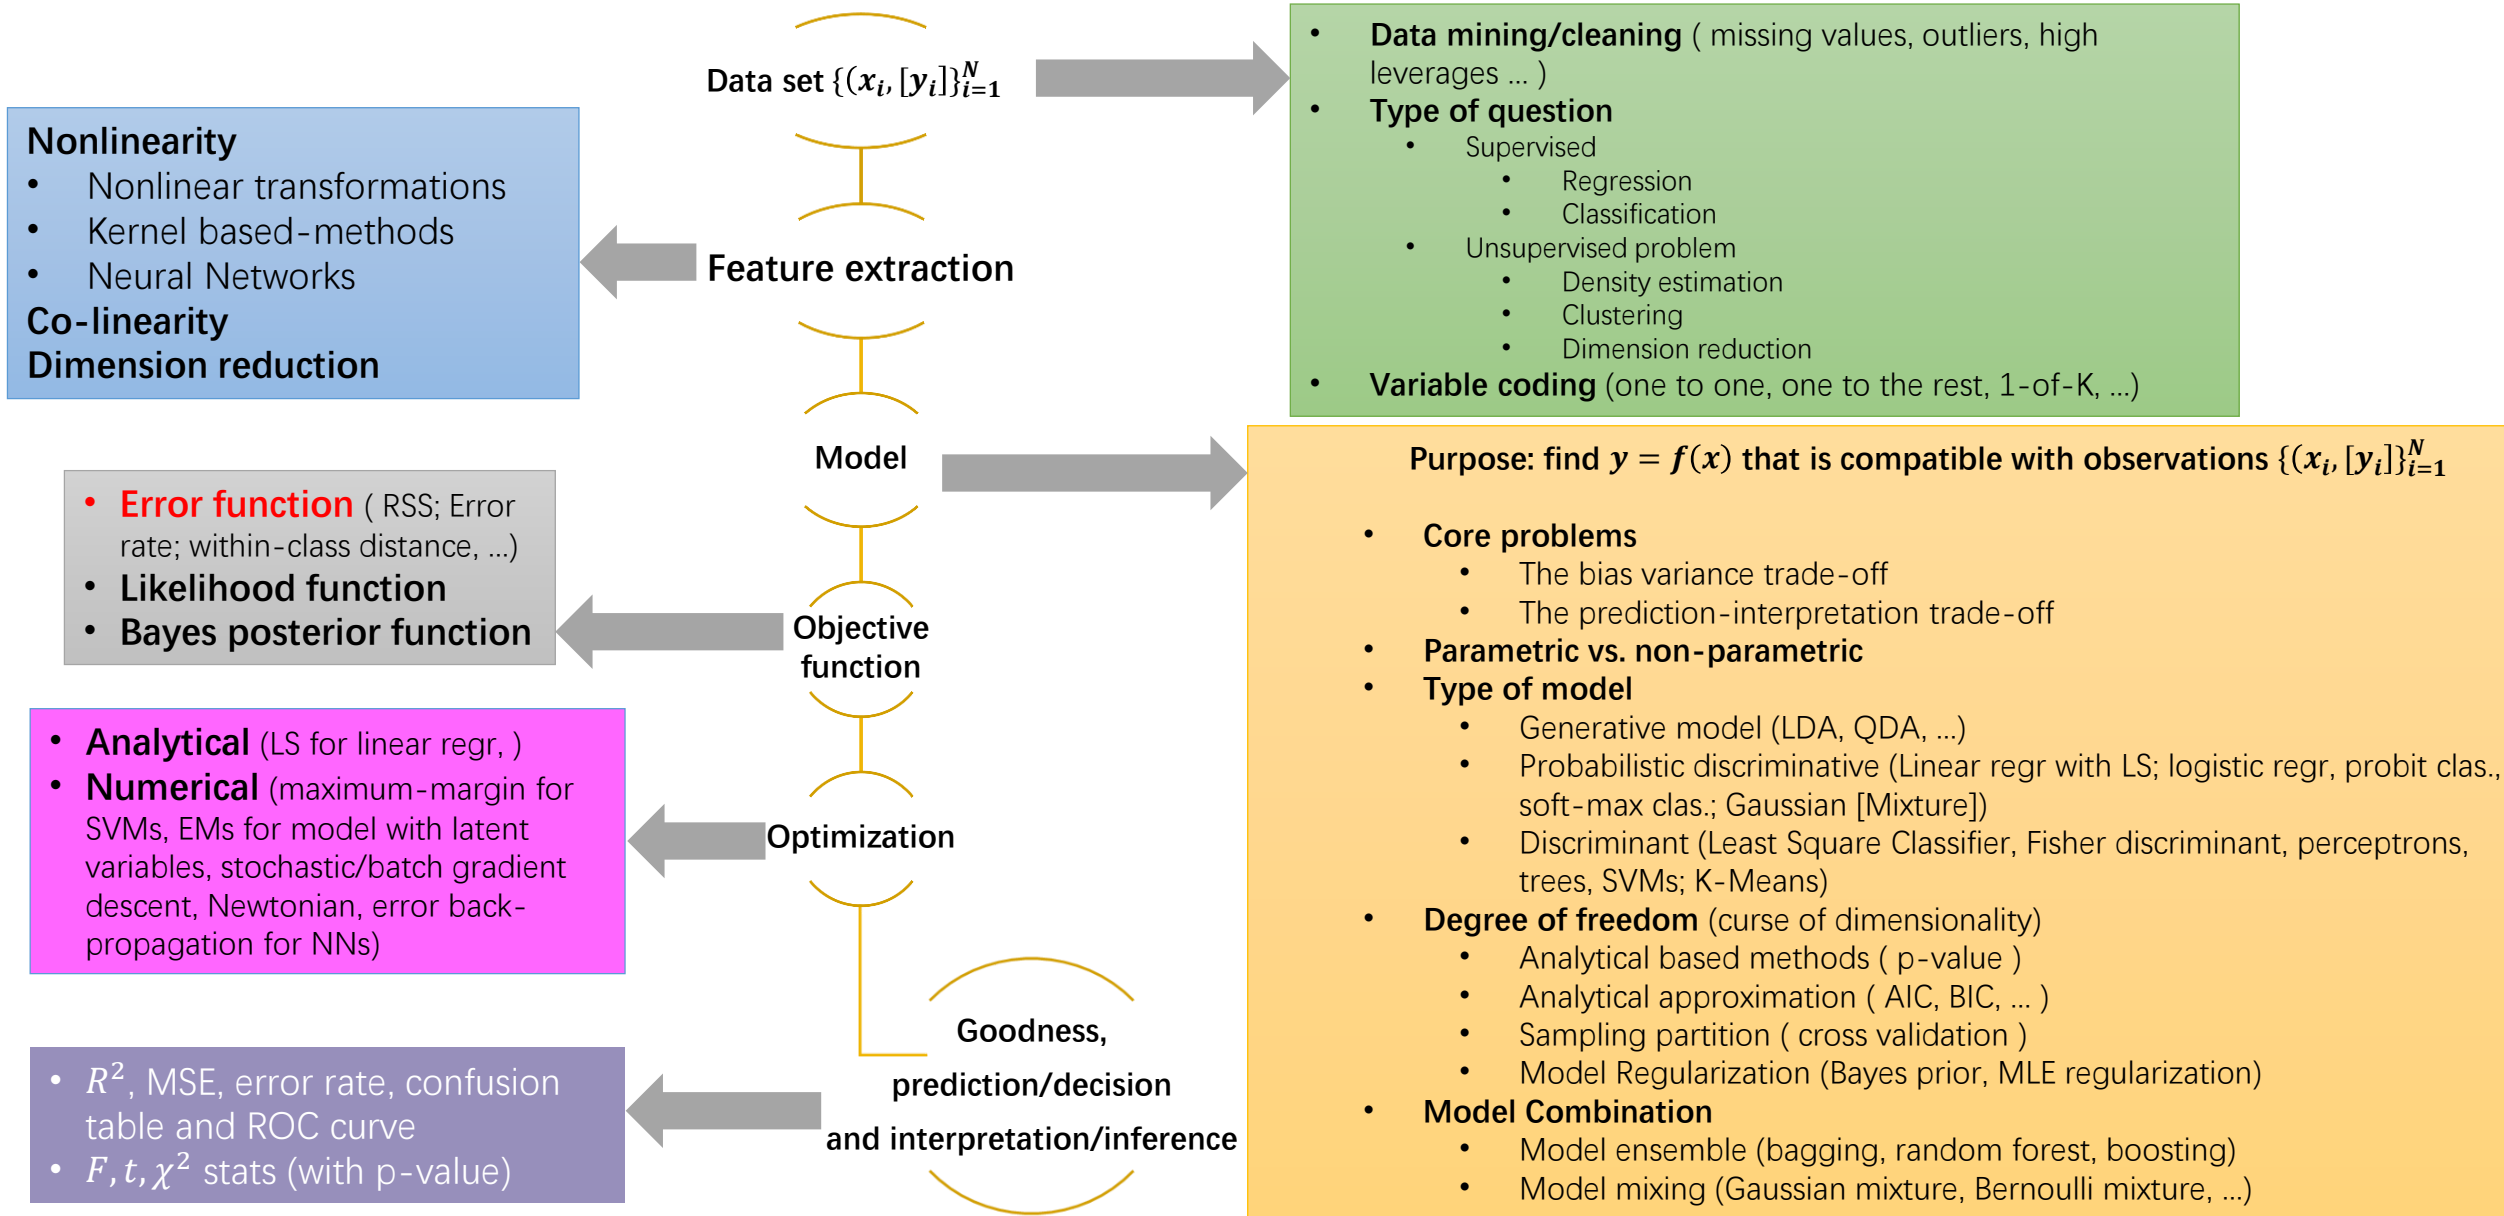 Data set {(x_i, [y_i]}_{i=1}^N
• Data mining/cleaning ( missing values, outliers, high
leverages ... )
• Type of question
• Supervised
• Regression
• Classification
• Unsupervised problem
• Density estimation
• Clustering
• Dimension reduction
• Variable coding (one to one, one to the rest, 1-of-K, ...)
Feature extraction
Nonlinearity
• Nonlinear transformations
• Kernel based-methods
• Neural Networks
Co-linearity
Dimension reduction
Model
Purpose: find y = f(x) that is compatible with observations {(x_i, [y_i]}_{i=1}^N
• Core problems
• The bias variance trade-off
• The prediction-interpretation trade-off
• Parametric vs. non-parametric
• Type of model
• Generative model (LDA, QDA, ...)
• Probabilistic discriminative (Linear regr with LS; logistic regr, probit clas.,
soft-max clas.; Gaussian [Mixture])
• Discriminant (Least Square Classifier, Fisher discriminant, perceptrons,
trees, SVMs; K-Means)
• Degree of freedom (curse of dimensionality)
• Analytical based methods ( p-value )
• Analytical approximation ( AIC, BIC, ... )
• Sampling partition ( cross validation )
• Model Regularization (Bayes prior, MLE regularization)
• Model Combination
• Model ensemble (bagging, random forest, boosting)
• Model mixing (Gaussian mixture, Bernoulli mixture, ...)
Objective
function
• Error function ( RSS; Error
rate; within-class distance, ...)
• Likelihood function
• Bayes posterior function
Optimization
• Analytical (LS for linear regr, )
• Numerical (maximum-margin for
SVMs, EMs for model with latent
variables, stochastic/batch gradient
descent, Newtonian, error back-
propagation for NNs)
Goodness,
prediction/decision
and interpretation/inference
• R², MSE, error rate, confusion
table and ROC curve
• F, t, χ² stats (with p-value)